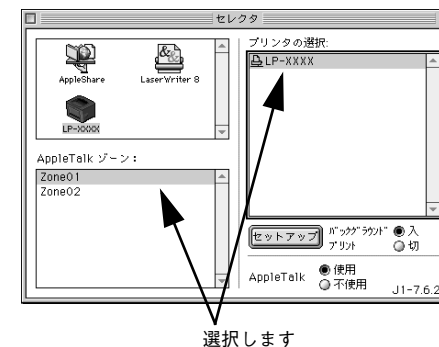 セレクタ
プリンタの選択:
AppleShare
LaserWriter 8
LP-XXXX
LP-XXXX
AppleTalk ゾーン:
Zone01
Zone02
セットアップ
バックグラウンド
プリント
入
切
AppleTalk
使用
不使用
J1-7.6.2
選択します